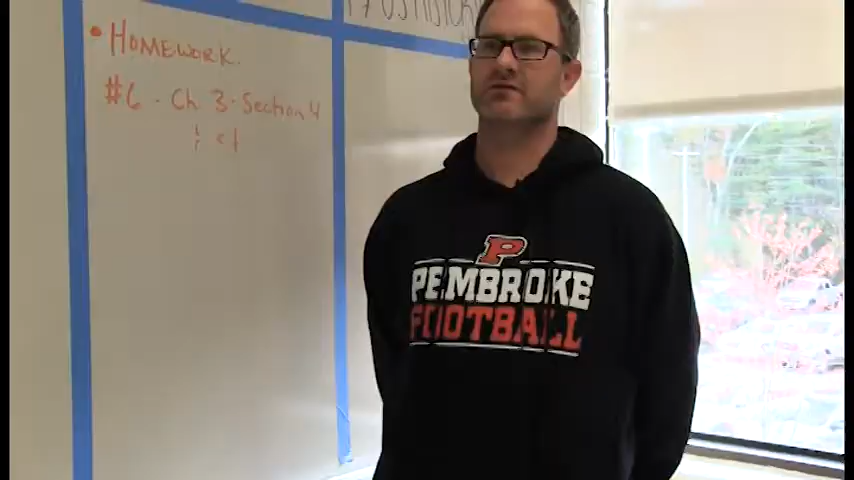 • HOMEWORK.
#6 - Ch 3 - Section 4
P
PEMBROKE
FOOTBALL